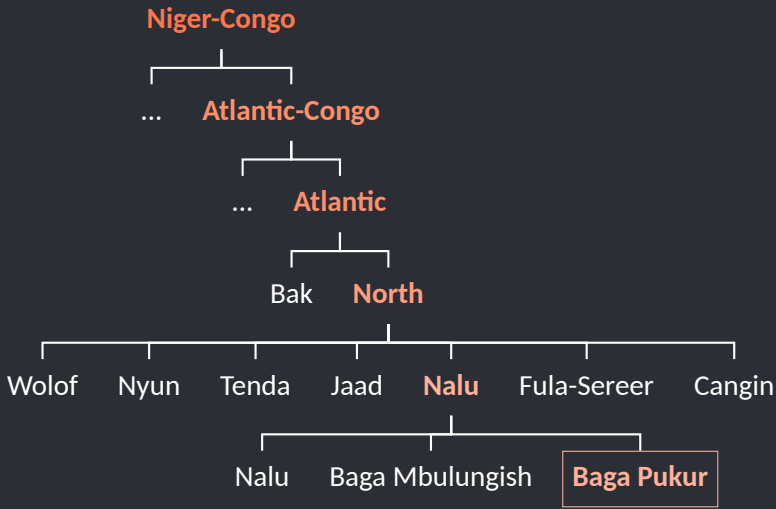 Niger-Congo
... Atlantic-Congo
... Atlantic
Bak North
Wolof Nyun Tenda Jaad Nalu Fula-Sereer Cangin
Nalu Baga Mbulungish Baga Pukur